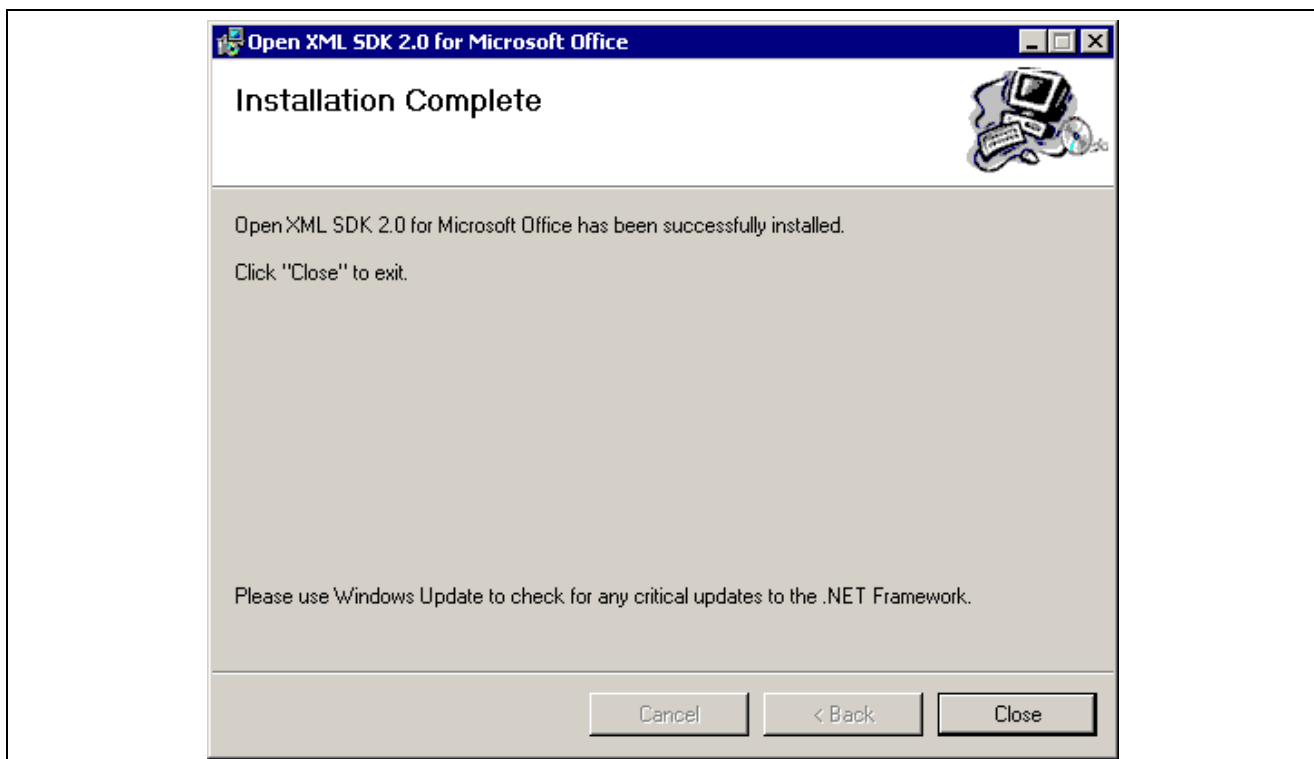 Open XML SDK 2.0 for Microsoft Office
Installation Complete
Open XML SDK 2.0 for Microsoft Office has been successfully installed.
Click "Close" to exit.
Please use Windows Update to check for any critical updates to the .NET Framework.
Cancel < Back Close